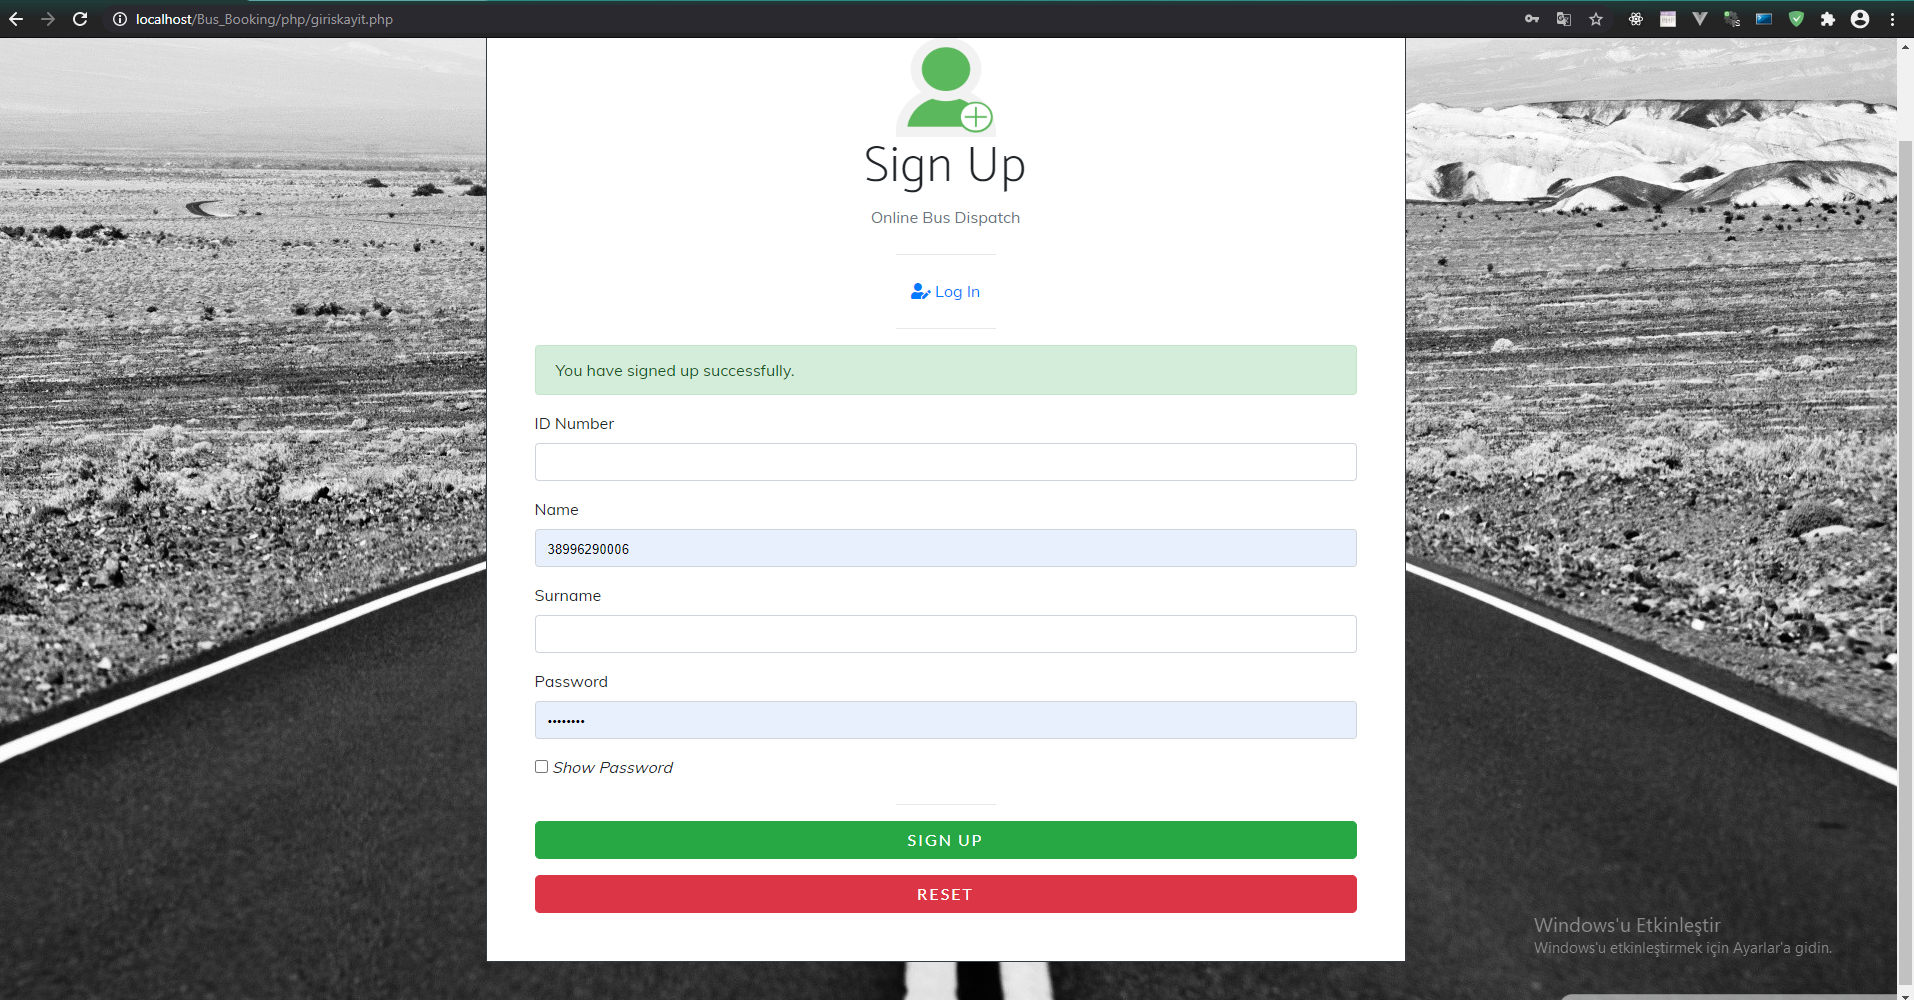 localhost/Bus_Booking/php/giriskayit.php
Sign Up
Online Bus Dispatch
Log In
You have signed up successfully.
ID Number
Name
38996290006
Surname
Password
••••••••
Show Password
SIGN UP
RESET
Windows'u Etkinleştir
Windows'u etkinleştirmek için Ayarlar'a gidin.